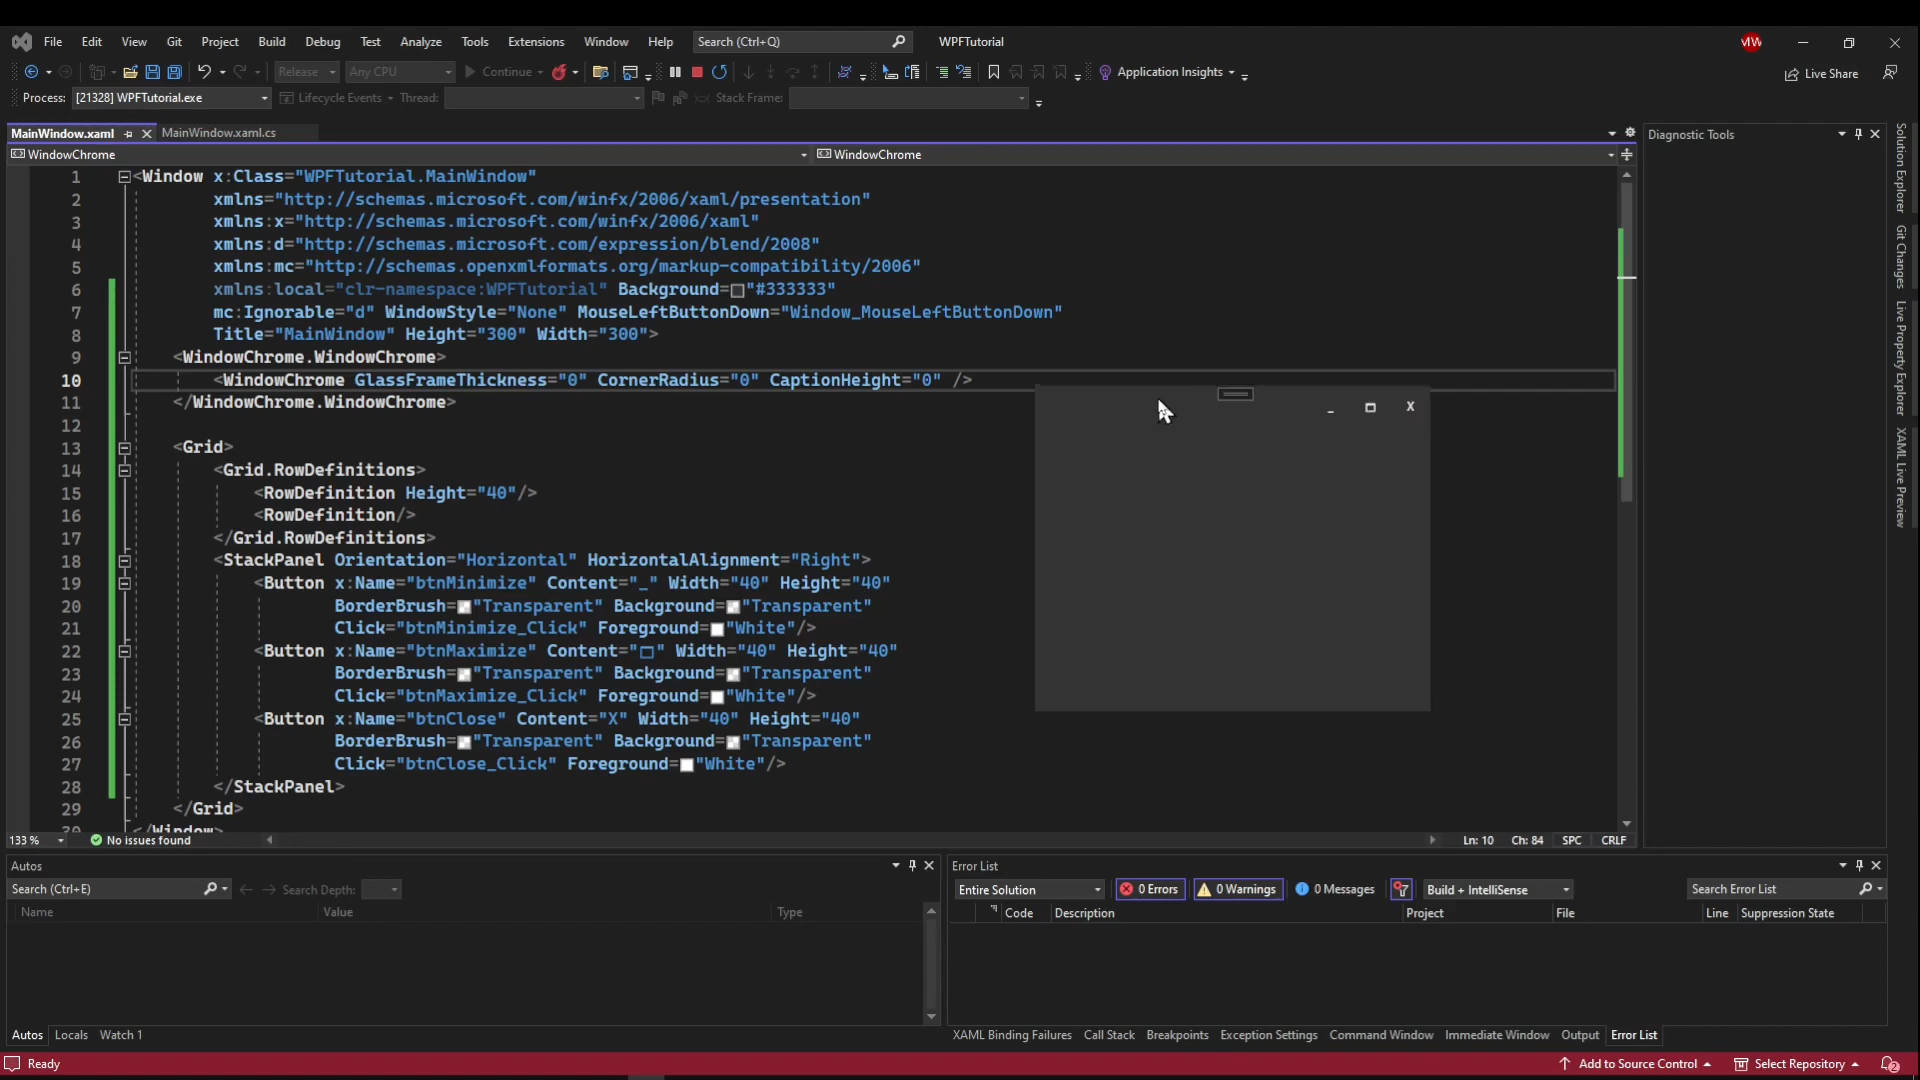 File Edit View Git Project Build Debug Test Analyze Tools Extensions Window Help Search (Ctrl+Q) WPFTutorial MW
Release Any CPU Continue Application Insights Live Share
Process: [21328] WPFTutorial.exe Lifecycle Events Thread: Stack Frame:
MainWindow.xaml MainWindow.xaml.cs Diagnostic Tools
WindowChrome WindowChrome
1 <Window x:Class="WPFTutorial.MainWindow"
2 xmlns="http://schemas.microsoft.com/winfx/2006/xaml/presentation"
3 xmlns:x="http://schemas.microsoft.com/winfx/2006/xaml"
4 xmlns:d="http://schemas.microsoft.com/expression/blend/2008"
5 xmlns:mc="http://schemas.openxmlformats.org/markup-compatibility/2006"
6 xmlns:local="clr-namespace:WPFTutorial" Background="#333333"
7 mc:Ignorable="d" WindowStyle="None" MouseLeftButtonDown="Window_MouseLeftButtonDown"
8 Title="MainWindow" Height="300" Width="300">
9 <WindowChrome.WindowChrome>
10 <WindowChrome GlassFrameThickness="0" CornerRadius="0" CaptionHeight="0" />
11 </WindowChrome.WindowChrome>
12
13 <Grid>
14 <Grid.RowDefinitions>
15 <RowDefinition Height="40"/>
16 <RowDefinition/>
17 </Grid.RowDefinitions>
18 <StackPanel Orientation="Horizontal" HorizontalAlignment="Right">
19 <Button x:Name="btnMinimize" Content="_" Width="40" Height="40"
20 BorderBrush="Transparent" Background="Transparent"
21 Click="btnMinimize_Click" Foreground="White"/>
22 <Button x:Name="btnMaximize" Content="🗖" Width="40" Height="40"
23 BorderBrush="Transparent" Background="Transparent"
24 Click="btnMaximize_Click" Foreground="White"/>
25 <Button x:Name="btnClose" Content="X" Width="40" Height="40"
26 BorderBrush="Transparent" Background="Transparent"
27 Click="btnClose_Click" Foreground="White"/>
28 </StackPanel>
29 </Grid>
30 </Window>
_ 🗖 X
Solution Explorer
Git Changes
Live Property Explorer
XAML Live Preview
133 % No issues found Ln: 10 Ch: 84 SPC CRLF
Autos
Search (Ctrl+E) Search Depth:
Name Value Type
Autos Locals Watch 1
Error List
Entire Solution 0 Errors 0 Warnings 0 Messages Build + IntelliSense Search Error List
Code Description Project File Line Suppression State
XAML Binding Failures Call Stack Breakpoints Exception Settings Command Window Immediate Window Output Error List
Ready Add to Source Control Select Repository 2